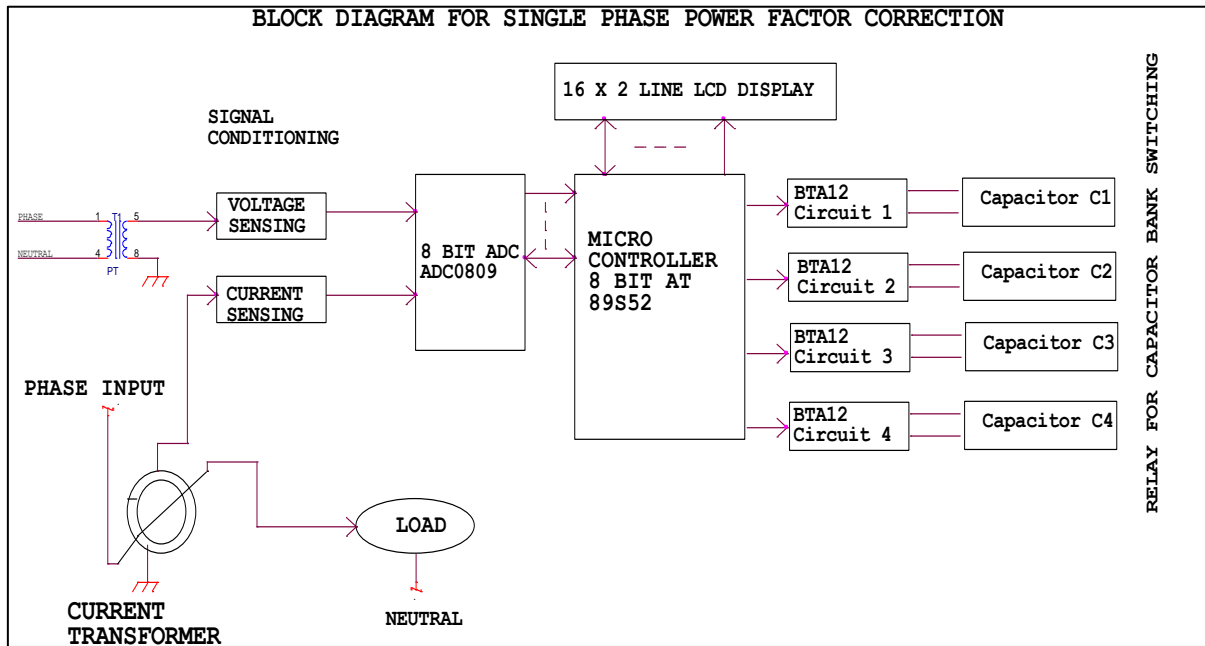 BLOCK DIAGRAM FOR SINGLE PHASE POWER FACTOR CORRECTION
16 X 2 LINE LCD DISPLAY
SIGNAL
CONDITIONING
PHASE
1
T1
5
NEUTRAL
4
8
PT
VOLTAGE
SENSING
CURRENT
SENSING
8 BIT ADC
ADC0809
MICRO
CONTROLLER
8 BIT AT
89S52
BTA12
Circuit 1
Capacitor C1
BTA12
Circuit 2
Capacitor C2
BTA12
Circuit 3
Capacitor C3
BTA12
Circuit 4
Capacitor C4
RELAY FOR CAPACITOR BANK SWITCHING
PHASE INPUT
LOAD
NEUTRAL
CURRENT
TRANSFORMER